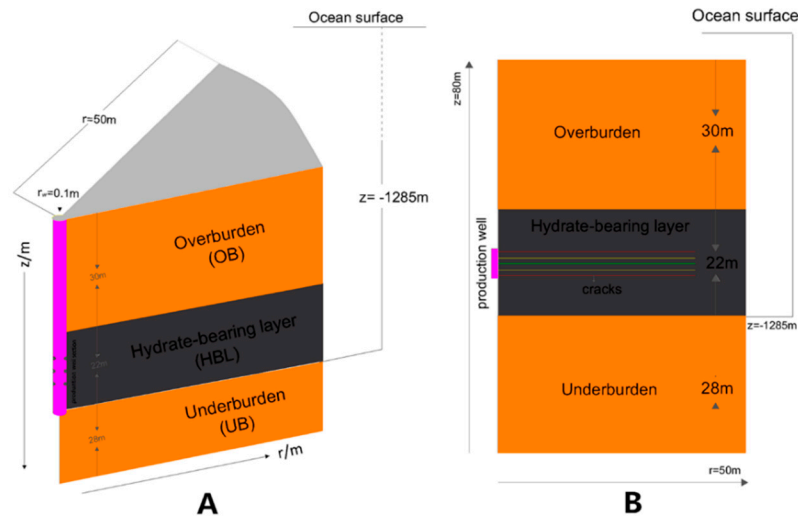 Ocean surface
r=50m
rw=0.1m
z= -1285m
z/m
Overburden
(OB)
30m
Hydrate-bearing layer
(HBL)
22m
Underburden
(UB)
28m
r/m
A
Ocean surface
z=80m
Overburden
30m
Hydrate-bearing layer
production well
22m
cracks
z=-1285m
Underburden
28m
r=50m
B